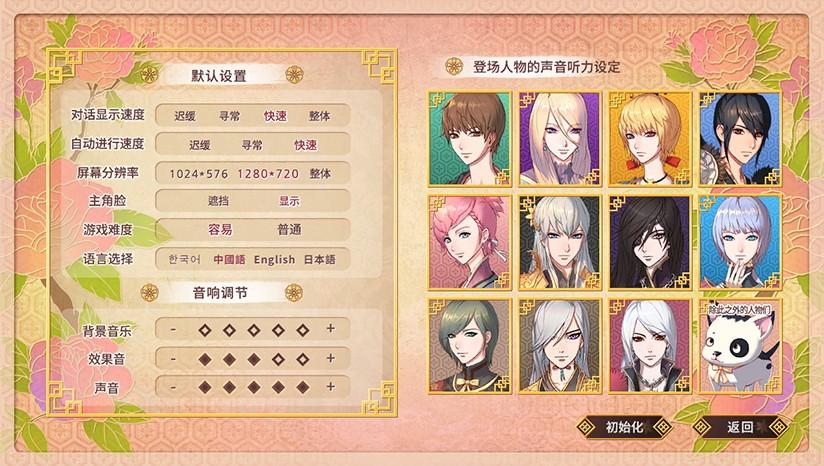 默认设置
登场人物的声音听力设定
对话显示速度 迟缓 寻常 快速 整体
自动进行速度 迟缓 寻常 快速
屏幕分辨率 1024*576 1280*720 整体
主角脸 遮挡 显示
游戏难度 容易 普通
语言选择 한국어 中國語 English 日本語
音响调节
背景音乐 - +
效果音 - +
声音 - +
除此之外的人物们
初始化 返回